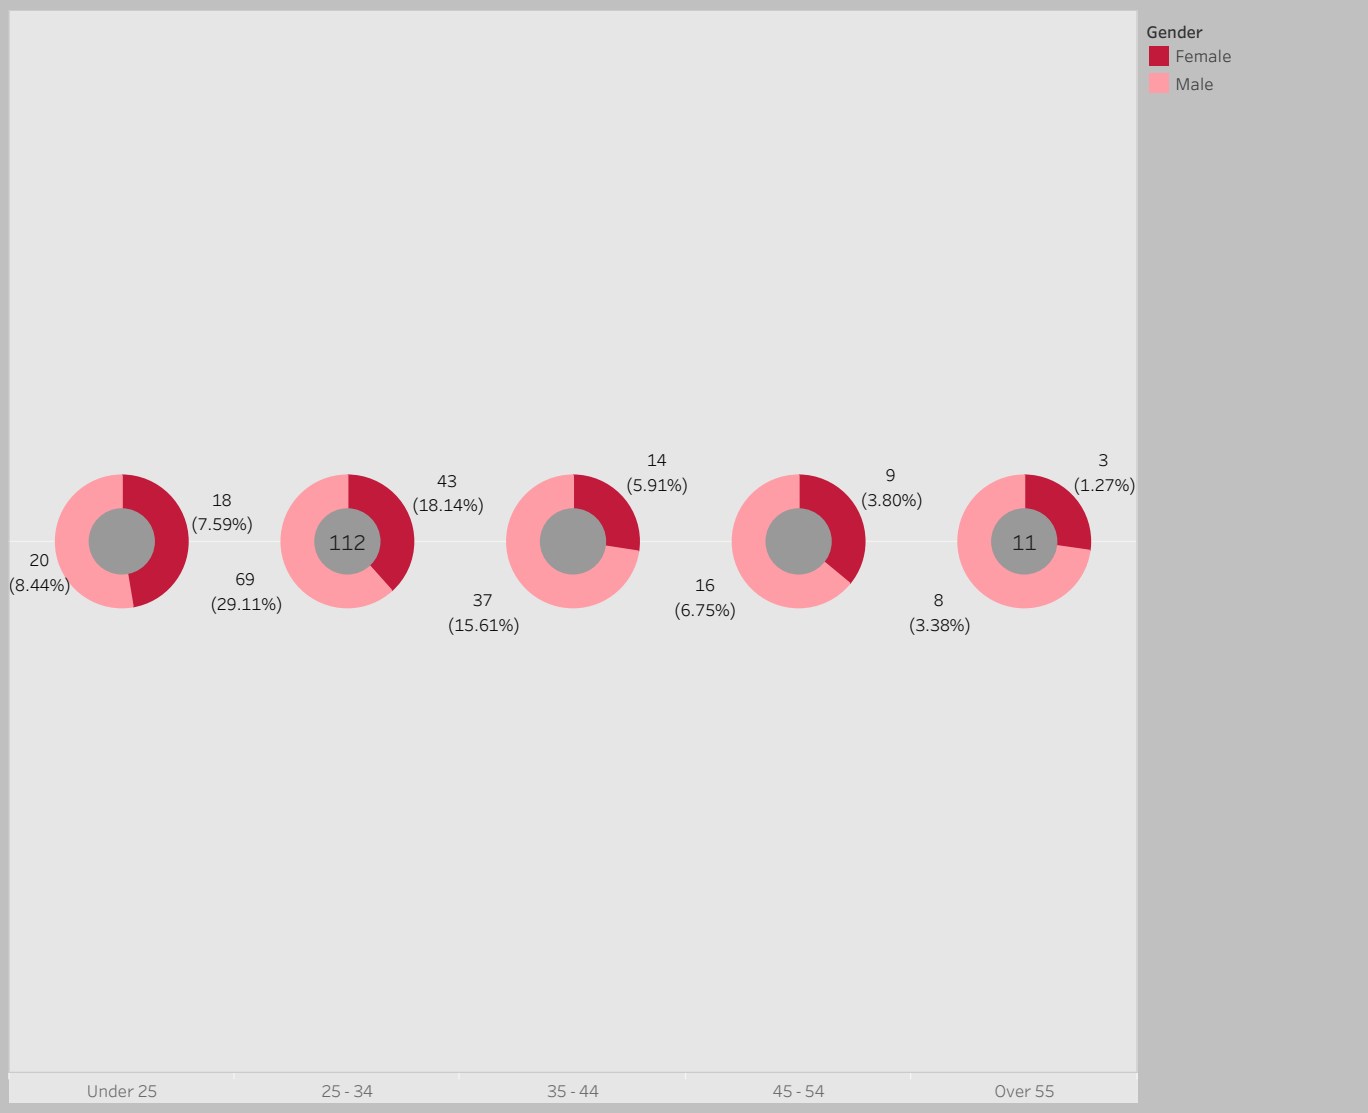 Gender
Female
Male
18
(7.59%)
20
(8.44%)
43
(18.14%)
112
69
(29.11%)
14
(5.91%)
37
(15.61%)
9
(3.80%)
16
(6.75%)
3
(1.27%)
11
8
(3.38%)
Under 25
25 - 34
35 - 44
45 - 54
Over 55